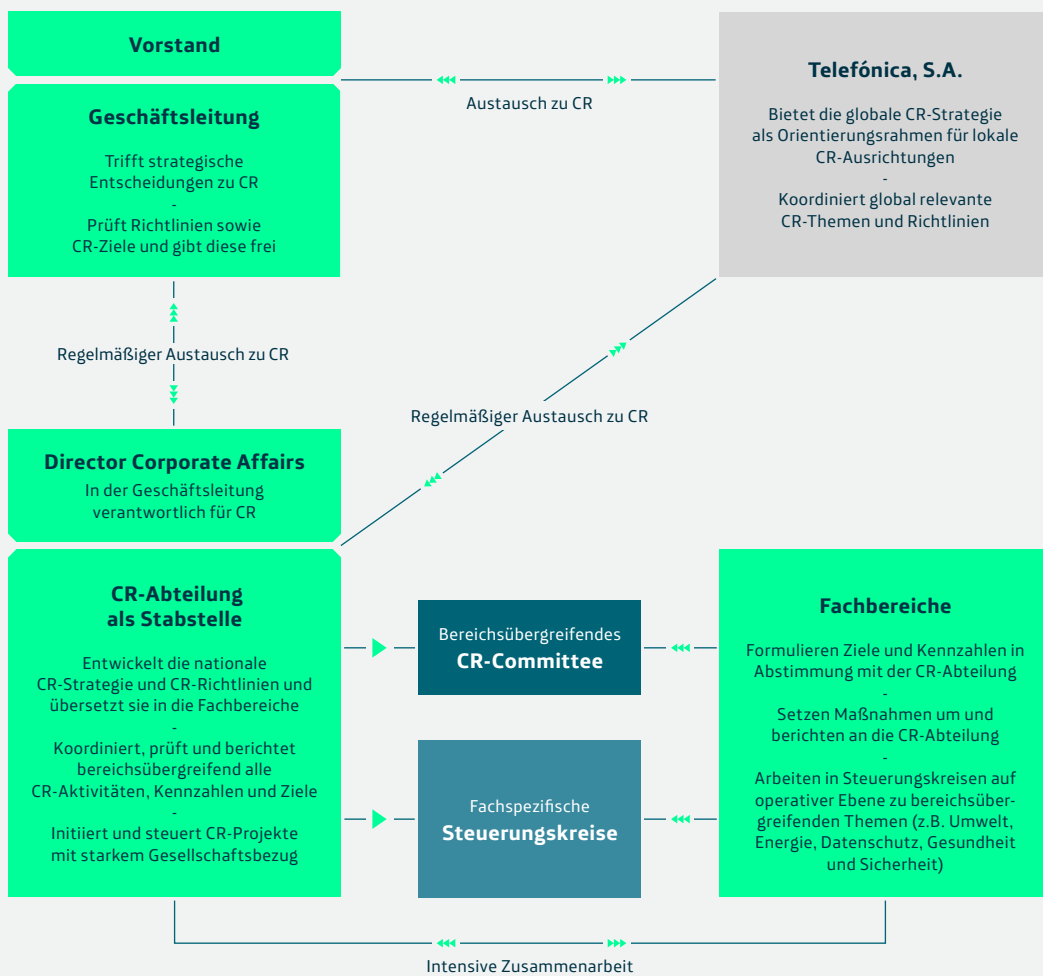 Vorstand
Geschäftsleitung
Trifft strategische
Entscheidungen zu CR
-
Prüft Richtlinien sowie
CR-Ziele und gibt diese frei
Austausch zu CR
Telefónica, S.A.
Bietet die globale CR-Strategie
als Orientierungsrahmen für lokale
CR-Ausrichtungen
-
Koordiniert global relevante
CR-Themen und Richtlinien
Regelmäßiger Austausch zu CR
Regelmäßiger Austausch zu CR
Director Corporate Affairs
In der Geschäftsleitung
verantwortlich für CR
CR-Abteilung
als Stabstelle
Entwickelt die nationale
CR-Strategie und CR-Richtlinien und
übersetzt sie in die Fachbereiche
-
Koordiniert, prüft und berichtet
bereichsübergreifend alle
CR-Aktivitäten, Kennzahlen und Ziele
-
Initiiert und steuert CR-Projekte
mit starkem Gesellschaftsbezug
Bereichsübergreifendes
CR-Committee
Fachspezifische
Steuerungskreise
Fachbereiche
Formulieren Ziele und Kennzahlen in
Abstimmung mit der CR-Abteilung
-
Setzen Maßnahmen um und
berichten an die CR-Abteilung
-
Arbeiten in Steuerungskreisen auf
operativer Ebene zu bereichsüber-
greifenden Themen (z.B. Umwelt,
Energie, Datenschutz, Gesundheit
und Sicherheit)
Intensive Zusammenarbeit